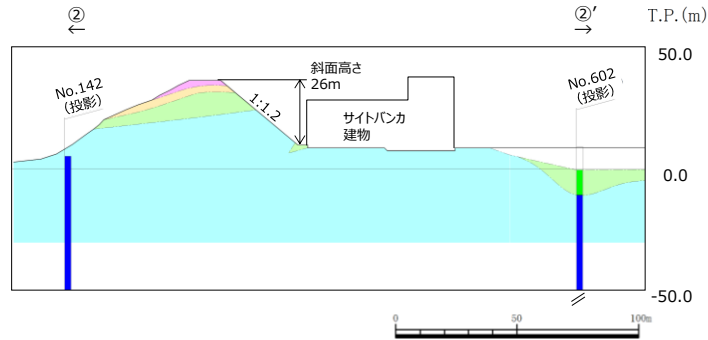 ② ②’ T.P.(m)
← →
50.0
No.142
(投影)
斜面高さ
26m
1:1.2
サイトバンカ
建物
No.602
(投影)
0.0
-50.0
0 50 100m